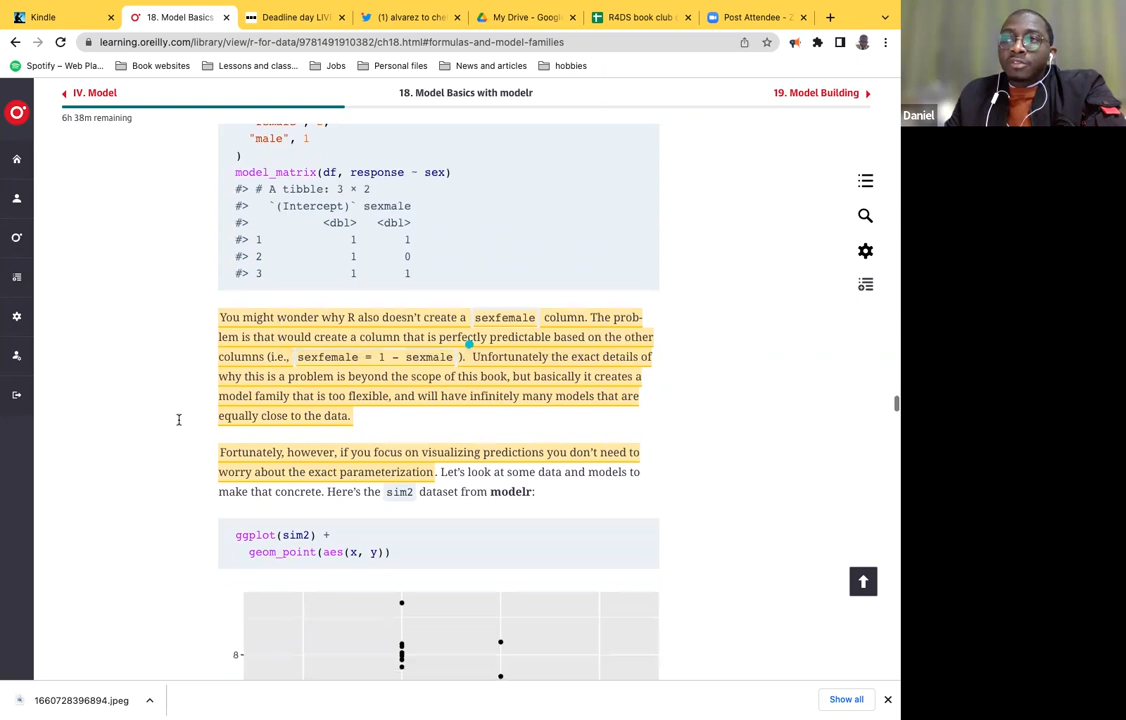 Kindle
18. Model Basics
Deadline day LIVE
(1) alvarez to che
My Drive - Google
R4DS book club
Post Attendee - Z
learning.oreilly.com/library/view/r-for-data/9781491910382/ch18.html#formulas-and-model-families
Spotify – Web Pla...
Book websites
Lessons and class...
Jobs
Personal files
News and articles
hobbies
IV. Model
18. Model Basics with modelr
19. Model Building
6h 38m remaining
Daniel
"male", 1
)
model_matrix(df, response ~ sex)
#> # A tibble: 3 × 2
#> `(Intercept)` sexmale
#> <dbl> <dbl>
#> 1 1 1
#> 2 1 0
#> 3 1 1
You might wonder why R also doesn’t create a sexfemale column. The prob-
lem is that would create a column that is perfectly predictable based on the other
columns (i.e., sexfemale = 1 - sexmale ). Unfortunately the exact details of
why this is a problem is beyond the scope of this book, but basically it creates a
model family that is too flexible, and will have infinitely many models that are
equally close to the data.
Fortunately, however, if you focus on visualizing predictions you don’t need to
worry about the exact parameterization. Let’s look at some data and models to
make that concrete. Here’s the sim2 dataset from modelr:
ggplot(sim2) +
geom_point(aes(x, y))
8
1660728396894.jpeg
Show all